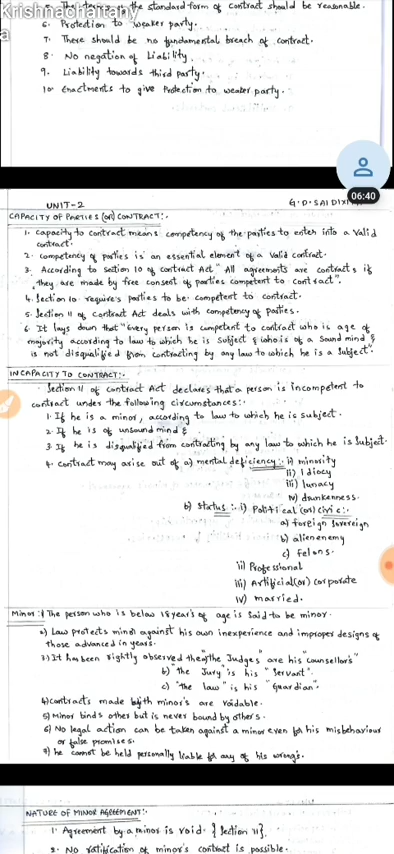 5. The terms of the standard form of contract should be reasonable.
Krishnachaitany
a
6. Protection to weaker party.
7. There should be no fundamental breach of contract.
8. No negation of Liability.
9. Liability towards third party.
10. Enactments to give Protection to weaker party.
06:40
UNIT-2
G.D.SAI DIXI
CAPACITY OF PARTIES (or) CONTRACT:-
1. Capacity to contract means competency of the parties to enter into a valid
contract.
2. competency of parties is an essential element of a valid contract.
3. According to section 10 of contract Act "All agreements are contracts if
they are made by free consent of parties competent to contract".
4. Section 10 requires parties to be competent to contract.
5. Section 11 of contract Act deals with competency of parties.
6. It lays down that "Every person is competent to contract who is age of
majority according to law to which he is subject & who is of a sound mind &
is not disqualified from contracting by any law to which he is a subject".
INCAPACITY TO CONTRACT:-
Section 11 of contract Act declares that a person is incompetent to
contract under the following circumstances:-
1. If he is a minor, according to law to which he is subject.
2. If he is of unsound mind &
3. If he is disqualified from contracting by any law to which he is subject.
4. Contract may arise out of a) mental deficiency:- i) minority
ii) Idiocy
iii) lunacy
iv) drunkenness.
b) Status:- i) Political (or) civic:-
a) foreign sovereign
b) alien enemy
c) felons.
ii) Professional
iii) Artificial (or) corporate
iv) married.
Minor:- The person who is below 18 year's of age is said to be minor.
2) Law protects minor against his own inexperience and improper designs of
those advanced in years.
3) It has been rightly observed the "The Judges" are his "counsellor's"
b) "the Jury" is his "Servant".
c) "the law" is his "Guardian".
4) contracts made with minor's are voidable.
5) Minor bind's other but is never bound by others.
6) No legal action can be taken against a minor even for his misbehaviour
or false promises.
7) he cannot be held personally liable for any of his wrong's.
NATURE OF MINOR AGREEMENT:-
1. Agreement by a minor is void. {Section 11}.
2. No ratification of minor's contract is possible.